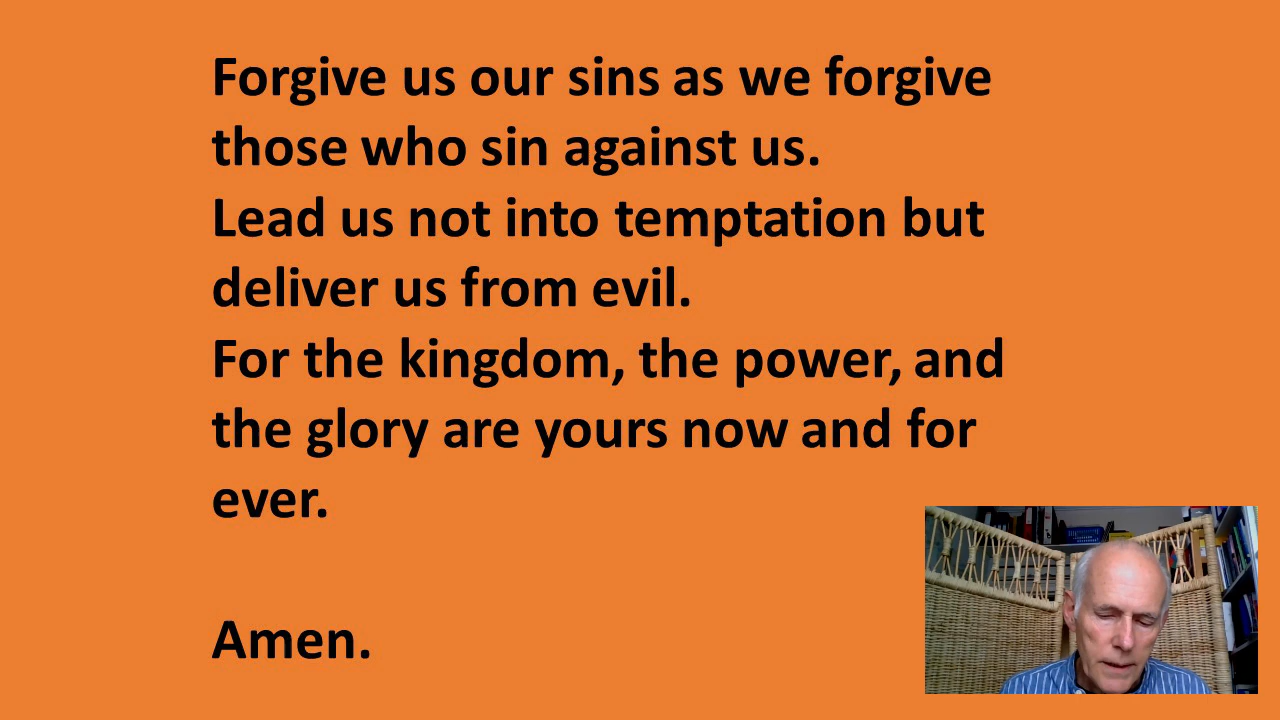 Forgive us our sins as we forgive
those who sin against us.
Lead us not into temptation but
deliver us from evil.
For the kingdom, the power, and
the glory are yours now and for
ever.
Amen.